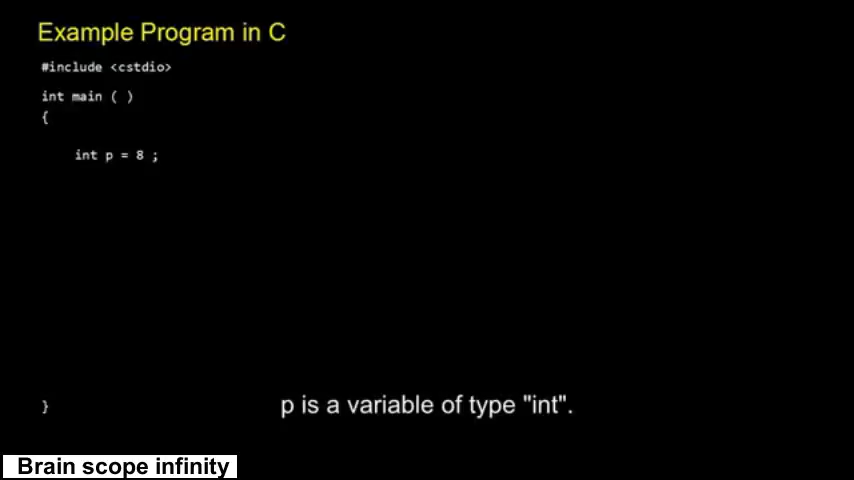 Example Program in C
#include <cstdio>
int main ( )
{
int p = 8 ;
}
p is a variable of type "int".
Brain scope infinity